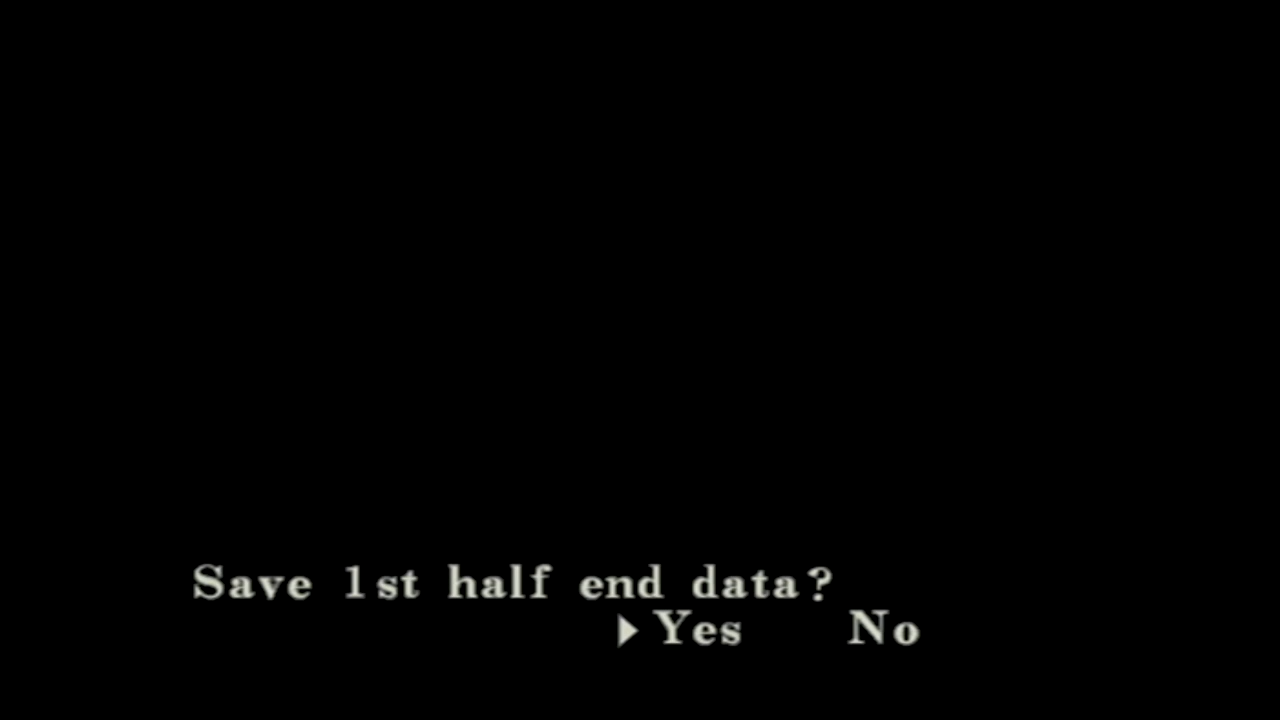 Save 1st half end data?
Yes No